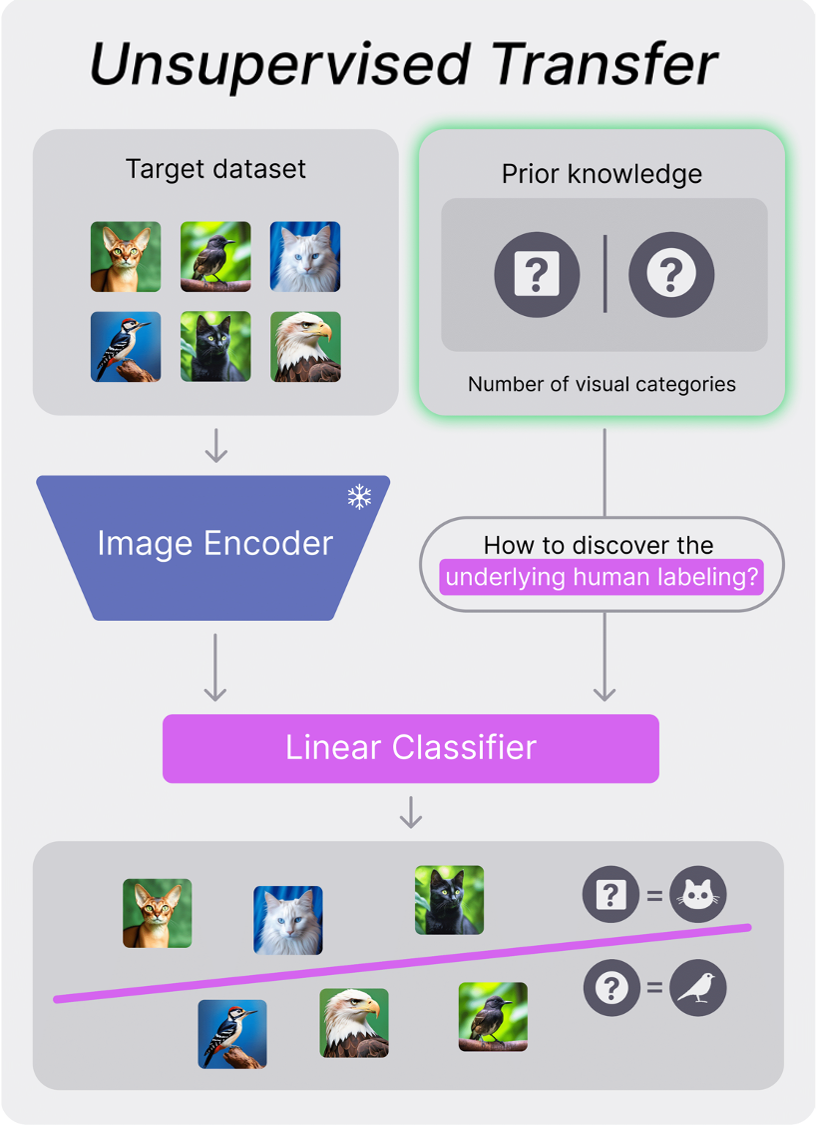 Unsupervised Transfer
Target dataset
Prior knowledge
? | ?
Number of visual categories
Image Encoder
How to discover the
underlying human labeling?
Linear Classifier
? =
? =